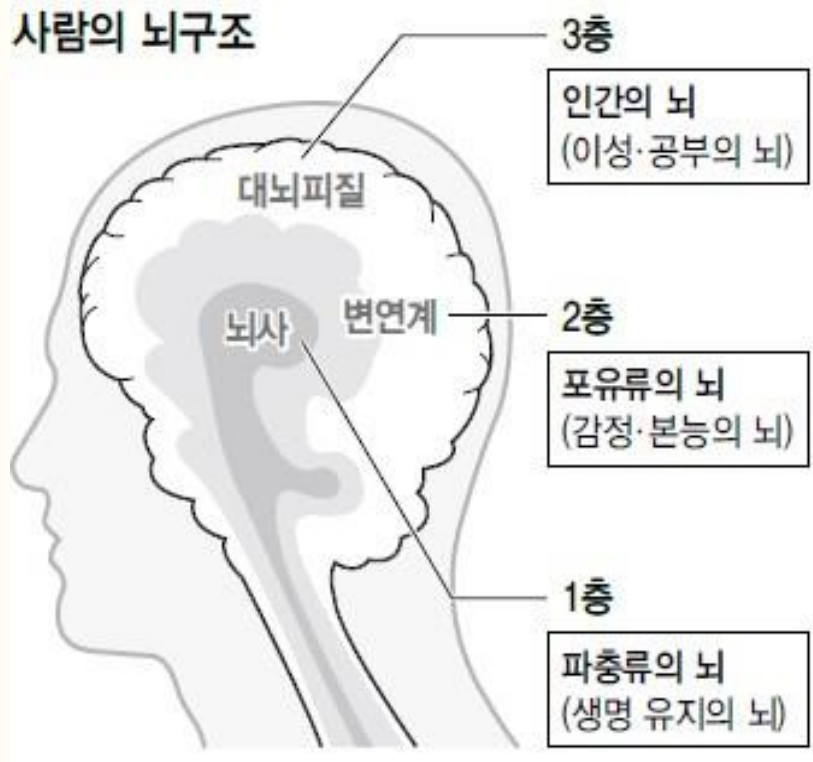 사람의 뇌구조
3층
인간의 뇌
(이성·공부의 뇌)
대뇌피질
뇌사
변연계
2층
포유류의 뇌
(감정·본능의 뇌)
1층
파충류의 뇌
(생명 유지의 뇌)